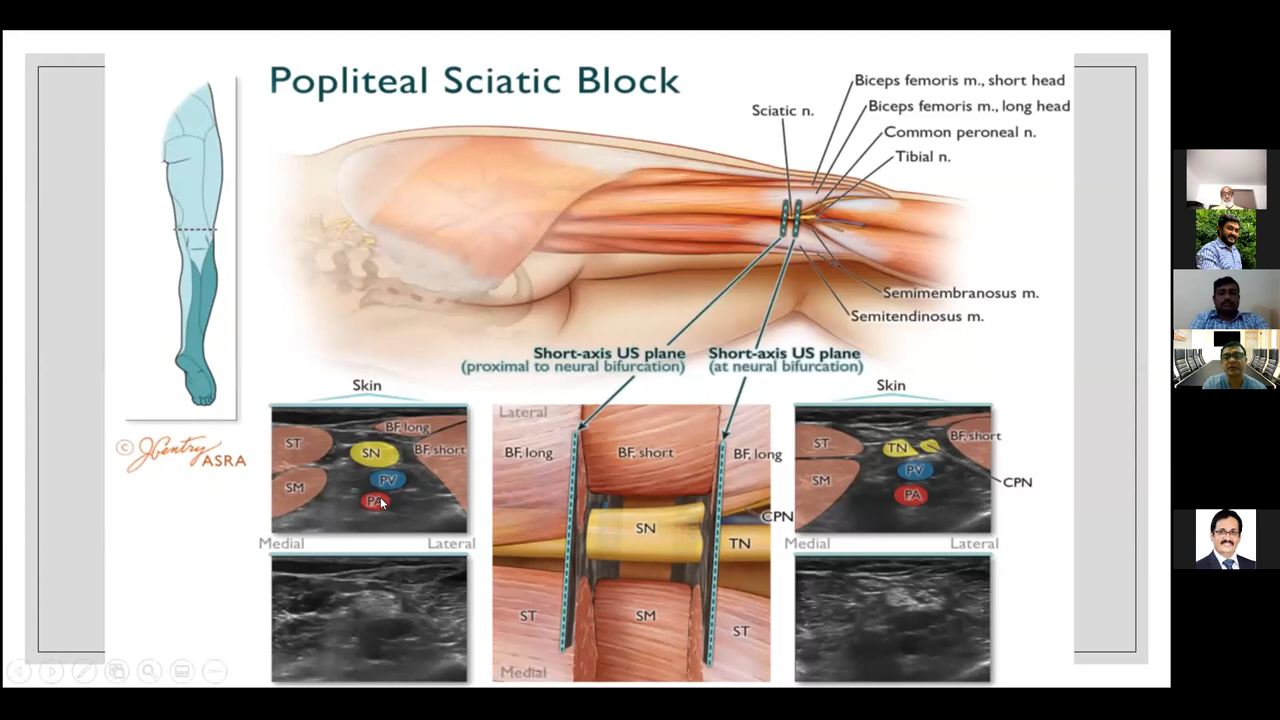 Popliteal Sciatic Block
Biceps femoris m., short head
Biceps femoris m., long head
Sciatic n.
Common peroneal n.
Tibial n.
Semimembranosus m.
Semitendinosus m.
Short-axis US plane
(proximal to neural bifurcation)
Short-axis US plane
(at neural bifurcation)
Skin
BF, long
ST
SN
BF, short
PV
SM
PA
Medial
Lateral
Lateral
BF, long
BF, short
BF, long
CPN
SN
TN
ST
SM
ST
Medial
Skin
BF, short
ST
TN
PV
SM
CPN
PA
Medial
Lateral
© JGentry
ASRA